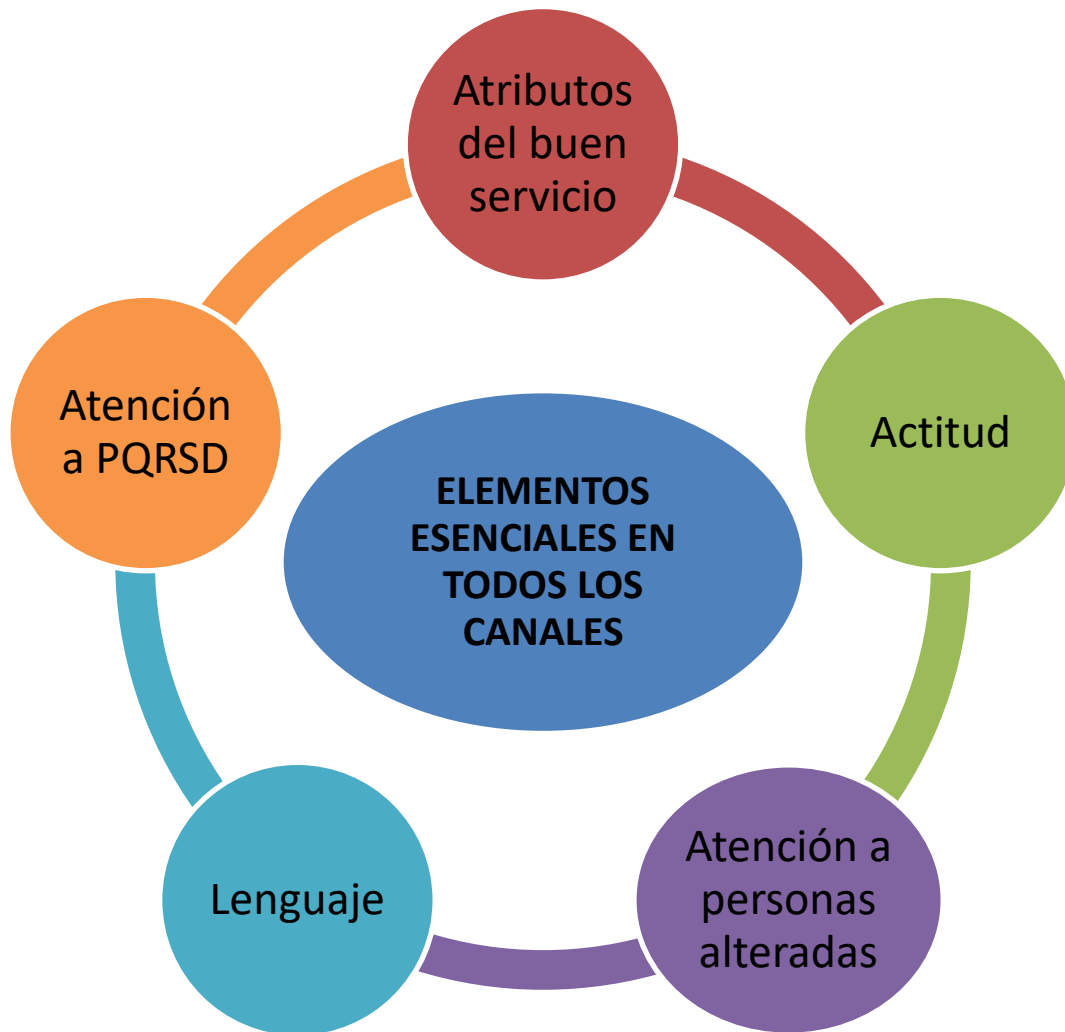 Atributos
del buen
servicio
Actitud
Atención a
personas
alteradas
Lenguaje
Atención
a PQRSD
ELEMENTOS
ESENCIALES EN
TODOS LOS
CANALES